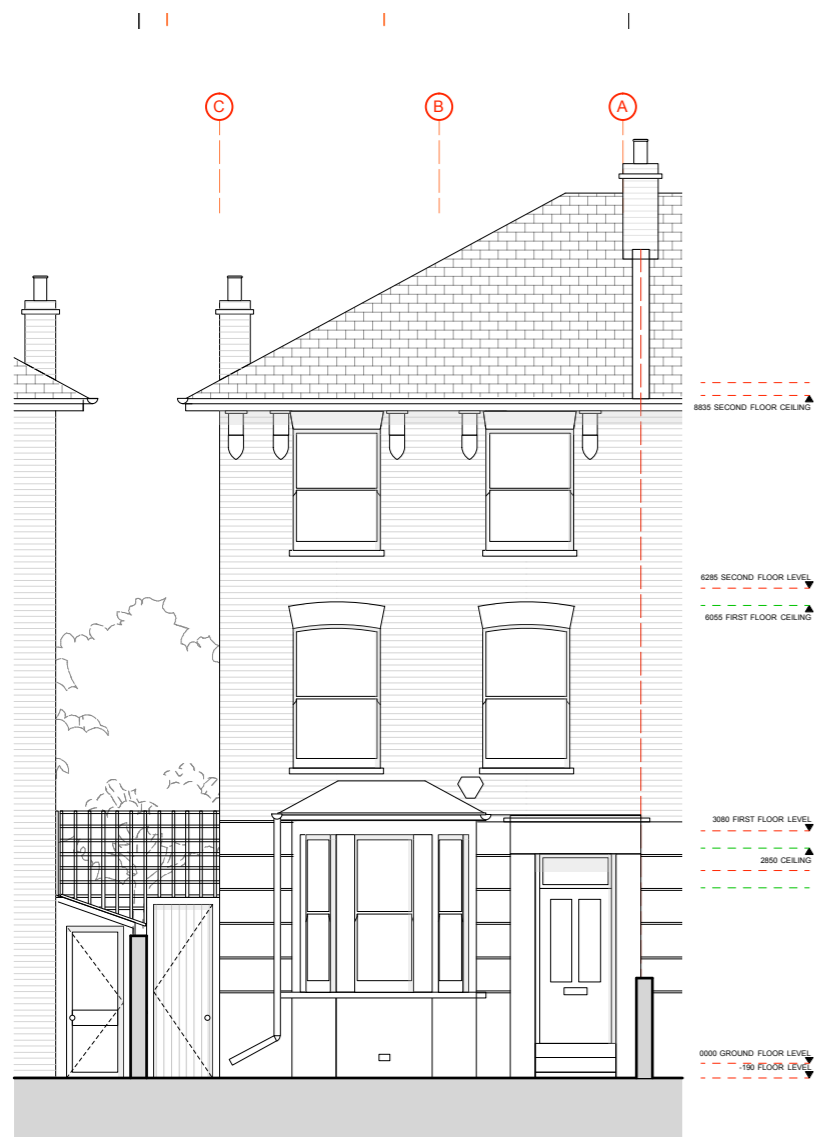 C
B
A
8835 SECOND FLOOR CEILING
6285 SECOND FLOOR LEVEL
6055 FIRST FLOOR CEILING
3080 FIRST FLOOR LEVEL
2850 CEILING
0000 GROUND FLOOR LEVEL
-190 FLOOR LEVEL